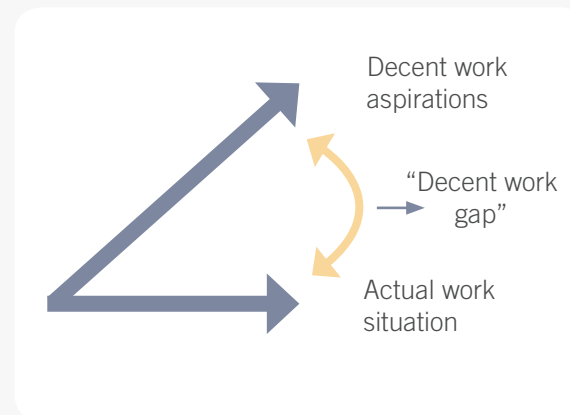 Decent work
aspirations
“Decent work
gap”
Actual work
situation